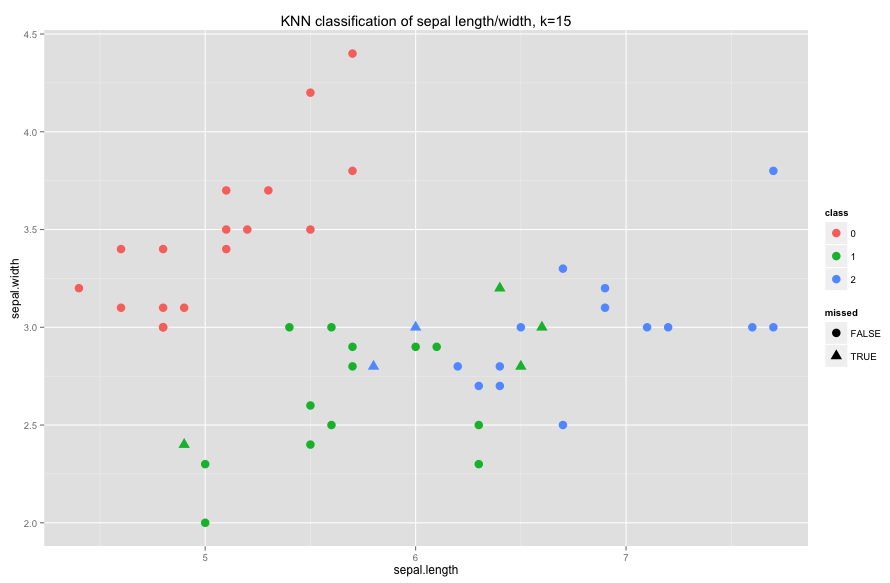 KNN classification of sepal length/width, k=15
4.5
4.0
3.5
3.0
2.5
2.0
sepal.width
5
6
7
sepal.length
class
0
1
2
missed
FALSE
TRUE